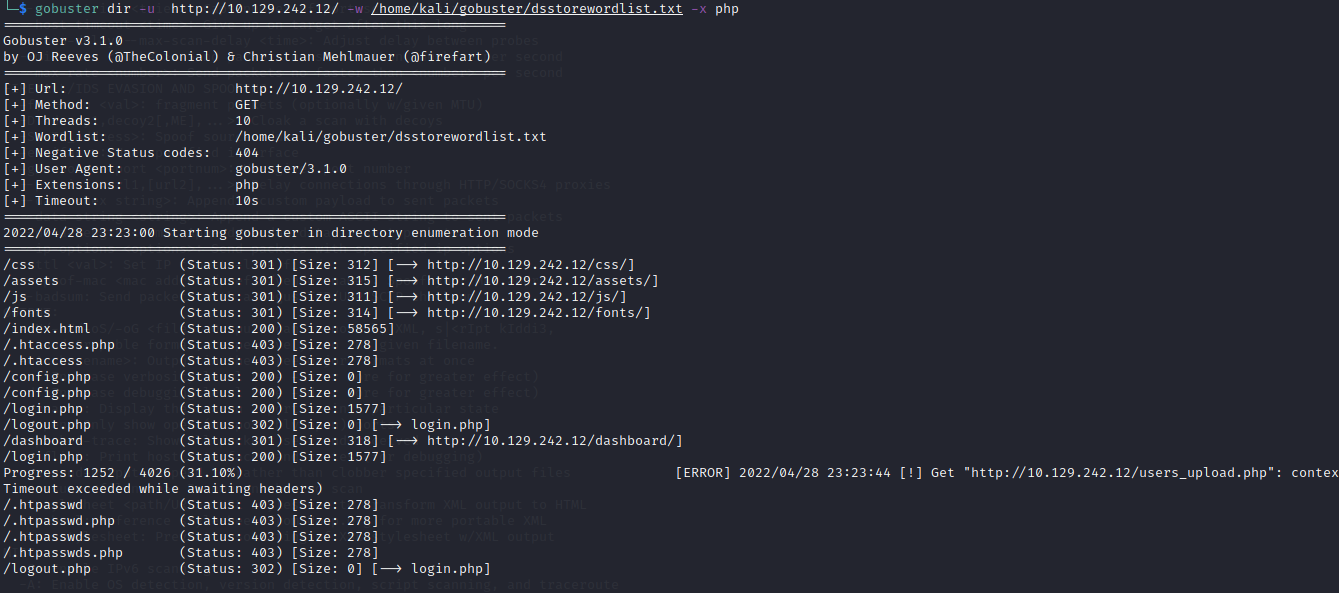 └─$ gobuster dir -u http://10.129.242.12/ -w /home/kali/gobuster/dsstorewordlist.txt -x php
===============================================================
Gobuster v3.1.0
by OJ Reeves (@TheColonial) & Christian Mehlmauer (@firefart)
===============================================================
[+] Url:                     http://10.129.242.12/
[+] Method:                  GET
[+] Threads:                 10
[+] Wordlist:                /home/kali/gobuster/dsstorewordlist.txt
[+] Negative Status codes:   404
[+] User Agent:              gobuster/3.1.0
[+] Extensions:              php
[+] Timeout:                 10s
===============================================================
2022/04/28 23:23:00 Starting gobuster in directory enumeration mode
===============================================================
/css                  (Status: 301) [Size: 312] [--> http://10.129.242.12/css/]
/assets               (Status: 301) [Size: 315] [--> http://10.129.242.12/assets/]
/js                   (Status: 301) [Size: 311] [--> http://10.129.242.12/js/]
/fonts                (Status: 301) [Size: 314] [--> http://10.129.242.12/fonts/]
/index.html           (Status: 200) [Size: 58565]
/.htaccess.php        (Status: 403) [Size: 278]
/.htaccess            (Status: 403) [Size: 278]
/config.php           (Status: 200) [Size: 0]
/config.php           (Status: 200) [Size: 0]
/login.php            (Status: 200) [Size: 1577]
/logout.php           (Status: 302) [Size: 0] [--> login.php]
/dashboard            (Status: 301) [Size: 318] [--> http://10.129.242.12/dashboard/]
/login.php            (Status: 200) [Size: 1577]
Progress: 1252 / 4026 (31.10%)                                                      [ERROR] 2022/04/28 23:23:44 [!] Get "http://10.129.242.12/users_upload.php": contex
Timeout exceeded while awaiting headers)
/.htpasswd            (Status: 403) [Size: 278]
/.htpasswd.php        (Status: 403) [Size: 278]
/.htpasswds           (Status: 403) [Size: 278]
/.htpasswds.php       (Status: 403) [Size: 278]
/logout.php           (Status: 302) [Size: 0] [--> login.php]